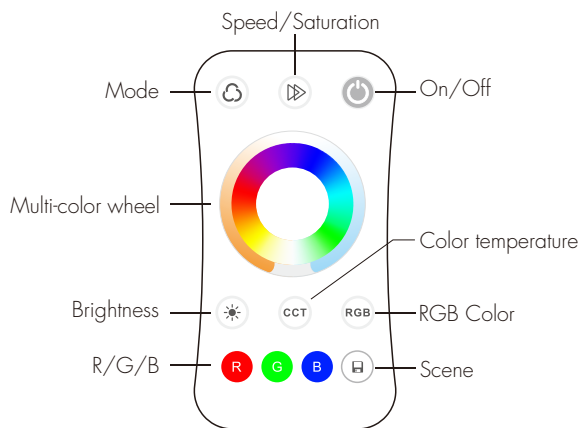 Speed/Saturation
Mode
On/Off
Multi-color wheel
Color temperature
Brightness
CCT
RGB
RGB Color
R/G/B
R
G
B
Scene